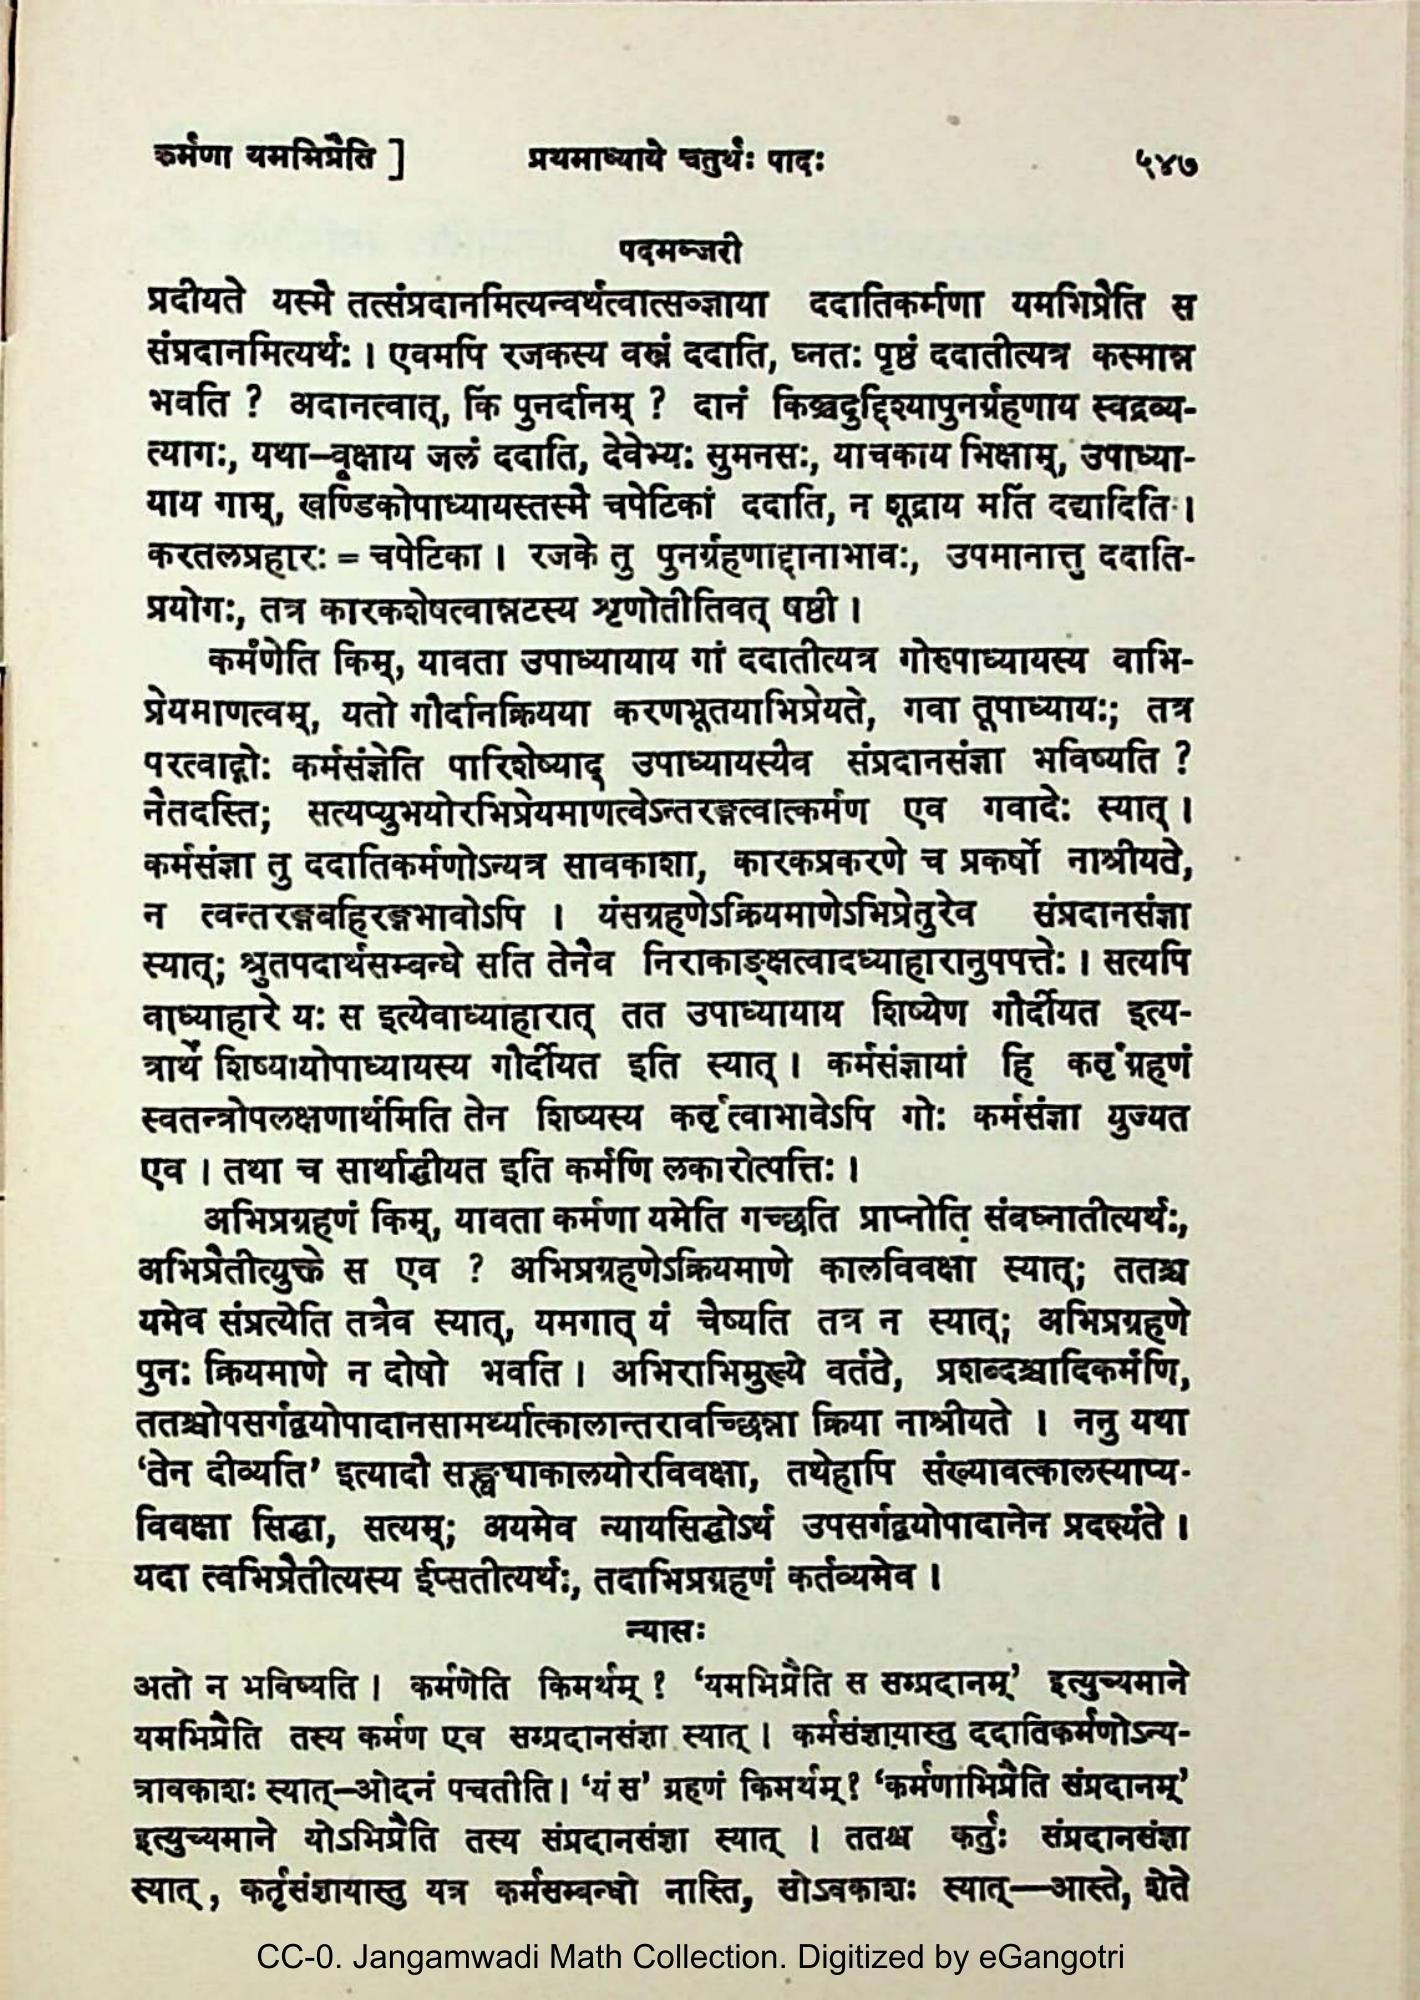 कर्मणा यमभिप्रैति ] प्रथमाध्याये चतुर्थः पादः ५४७
पदमञ्जरी
प्रदीयते यस्मै तत्संप्रदानमित्यन्वर्थत्वात्सञ्ज्ञाया ददातिकर्मणा यमभिप्रैति स
संप्रदानमित्यर्थः । एवमपि रजकस्य वस्त्रं ददाति, घ्नतः पृष्ठं ददातीत्यत्र कस्मान्न
भवति ? अदानत्वात्, किं पुनर्दानम् ? दानं किञ्चिदुद्दिश्यापुनर्ग्रहणाय स्वद्रव्य-
त्यागः, यथा—वृक्षाय जलं ददाति, देवेभ्यः सुमनसः, याचकाय भिक्षाम्, उपाध्या-
याय गाम्, खण्डिकोपाध्यायस्तस्मै चपेटिकां ददाति, न शूद्राय मतिं दद्यादिति ।
करतलप्रहारः = चपेटिका । रजके तु पुनर्ग्रहणाद्दानाभावः, उपमानात्तु ददाति-
प्रयोगः, तत्र कारकशेषत्वान्नटस्य शृणोतीतिवत् षष्ठी ।
कर्मणेति किम्, यावता उपाध्यायाय गां ददातीत्यत्र गोरुपाध्यायस्य वाभि-
प्रेयमाणत्वम्, यतो गौर्दानक्रियया करणभूतयाभिप्रेयते, गवा तूपाध्यायः; तत्र
परत्वाद्गोः कर्मसंज्ञेति पारिशेष्याद् उपाध्यायस्यैव संप्रदानसंज्ञा भविष्यति ?
नैतदस्ति; सत्यप्युभयोरभिप्रेयमाणत्वेऽन्तरङ्गत्वात्कर्मण एव गवादेः स्यात् ।
कर्मसंज्ञा तु ददातिकर्मणोऽन्यत्र सावकाशा, कारकप्रकरणे च प्रकर्षो नाश्रीयते,
न त्वन्तरङ्गबहिरङ्गभावोऽपि । यंसग्रहणेऽक्रियमाणेऽभिप्रेतुरेव संप्रदानसंज्ञा
स्यात्; श्रुतपदार्थसम्बन्धे सति तेनैव निराकाङ्क्षत्वादध्याहारानुपपत्तेः । सत्यपि
वाध्याहारे यः स इत्येवाध्याहारात् तत उपाध्यायाय शिष्येण गौर्दीयत इत्य-
त्रार्थे शिष्यायोपाध्यायस्य गौर्दीयत इति स्यात् । कर्मसंज्ञायां हि कर्तृग्रहणं
स्वतन्त्रोपलक्षणार्थमिति तेन शिष्यस्य कर्तृत्वाभावेऽपि गोः कर्मसंज्ञा युज्यत
एव । तथा च सार्थाद्धीयत इति कर्मणि लकारोत्पत्तिः ।
अभिप्रग्रहणं किम्, यावता कर्मणा यमेति गच्छति प्राप्नोति संबध्नातीत्यर्थः,
अभिप्रैतीत्युक्ते स एव ? अभिप्रग्रहणेऽक्रियमाणे कालविवक्षा स्यात्; ततश्च
यमेव संप्रत्येति तत्रैव स्यात्, यमगात् यं चैष्यति तत्र न स्यात्; अभिप्रग्रहणे
पुनः क्रियमाणे न दोषो भवति । अभिराभिमुख्ये वर्तते, प्रशब्दश्चादिकर्मणि,
ततश्चोपसर्गद्वयोपादानसामर्थ्यात्कालान्तरावच्छिन्ना क्रिया नाश्रीयते । ननु यथा
‘तेन दीव्यति’ इत्यादौ सङ्ख्याकालयोरविवक्षा, तथेहापि संख्यावत्कालस्याप्य-
विवक्षा सिद्धा, सत्यम्; अयमेव न्यायसिद्धोऽर्थ उपसर्गद्वयोपादानेन प्रदर्श्यते ।
यदा त्वभिप्रैतीत्यस्य ईप्सतीत्यर्थः, तदाभिप्रग्रहणं कर्तव्यमेव ।
न्यासः
अतो न भविष्यति । कर्मणेति किमर्थम् ? ‘यमभिप्रैति स सम्प्रदानम्’ इत्युच्यमाने
यमभिप्रैति तस्य कर्मण एव सम्प्रदानसंज्ञा स्यात् । कर्मसंज्ञायास्तु ददातिकर्मणोऽन्य-
त्रावकाशः स्यात्—ओदनं पचतीति । ‘यं स’ ग्रहणं किमर्थम् ? ‘कर्मणाभिप्रैति संप्रदानम्’
इत्युच्यमाने योऽभिप्रैति तस्य संप्रदानसंज्ञा स्यात् । ततश्च कर्तुः संप्रदानसंज्ञा
स्यात्, कर्तृसंज्ञायास्तु यत्र कर्मसम्बन्धो नास्ति, सोऽवकाशः स्यात्—आस्ते, शेते
CC-0. Jangamwadi Math Collection. Digitized by eGangotri